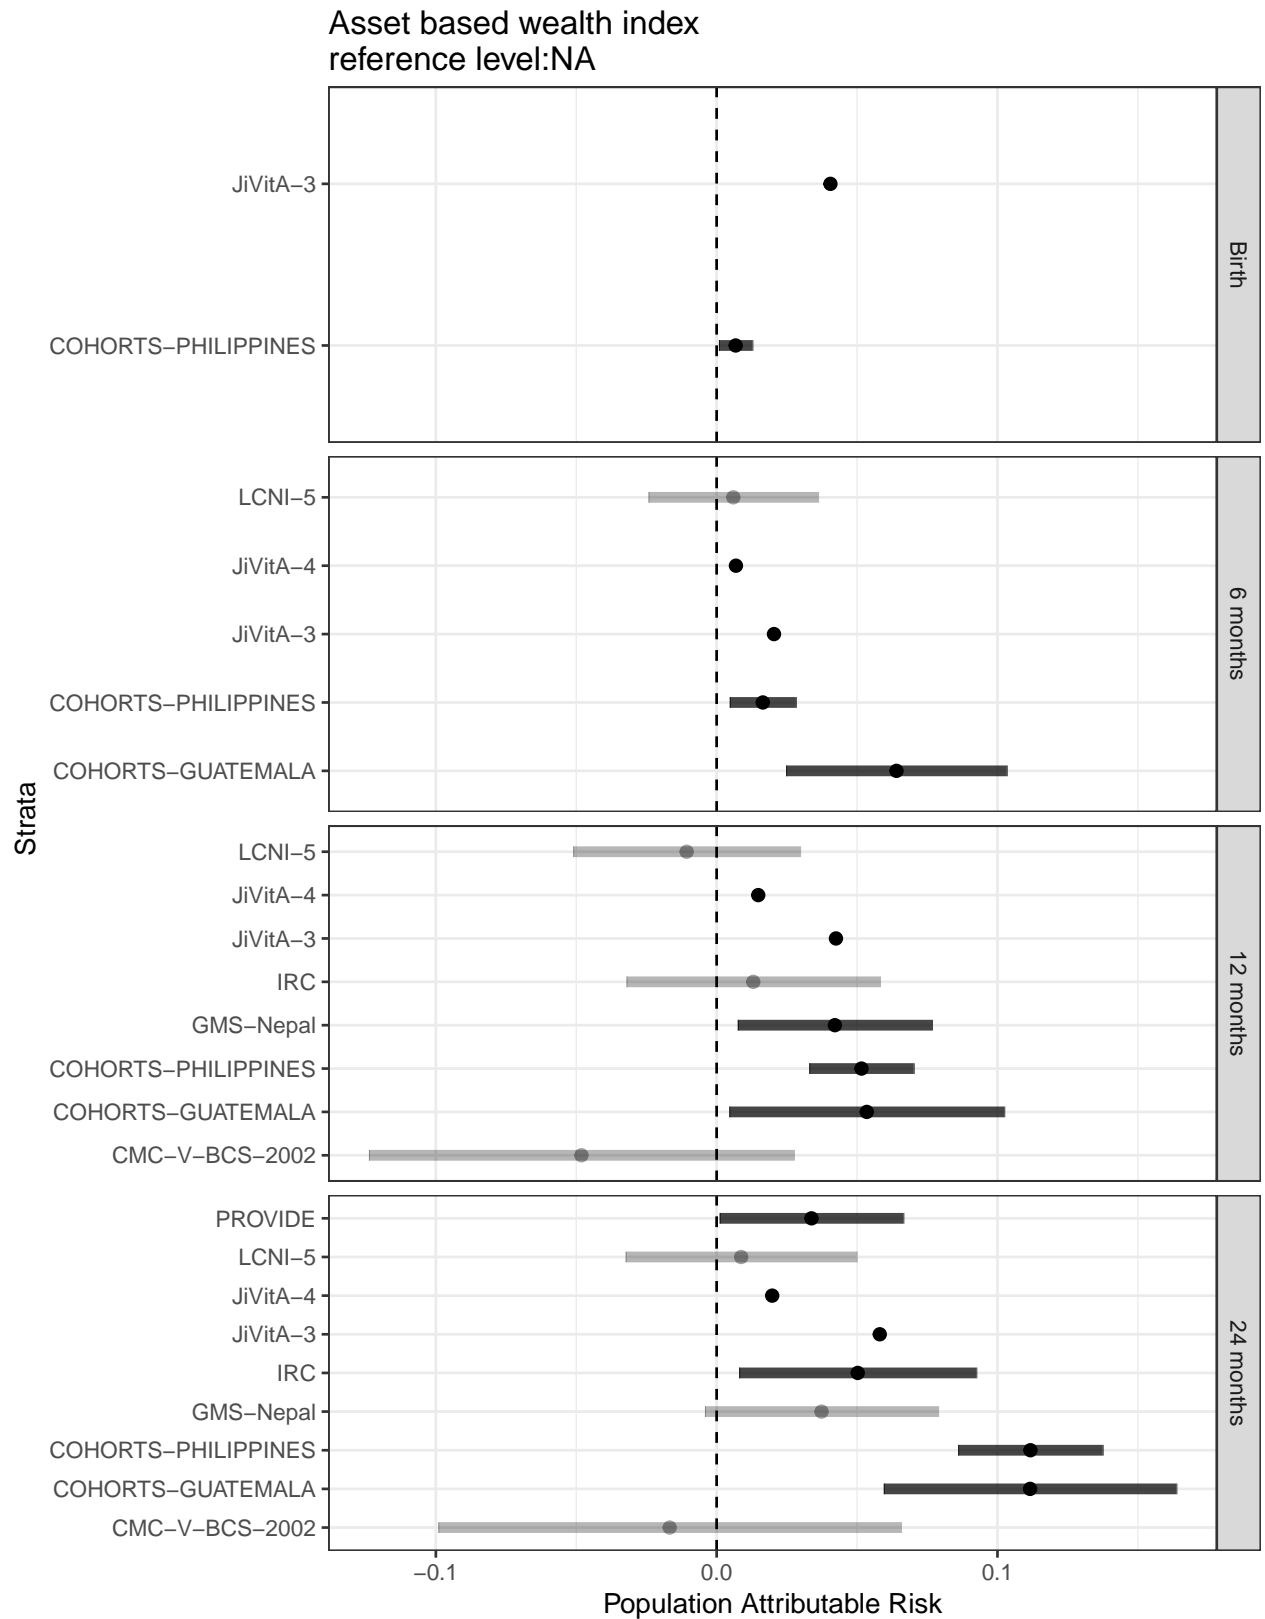 Asset based wealth index
reference level:NA
JiVitA−3
COHORTS−PHILIPPINES
Birth
LCNI−5
JiVitA−4
JiVitA−3
COHORTS−PHILIPPINES
COHORTS−GUATEMALA
6 months
Strata
LCNI−5
JiVitA−4
JiVitA−3
IRC
GMS−Nepal
COHORTS−PHILIPPINES
COHORTS−GUATEMALA
CMC−V−BCS−2002
12 months
PROVIDE
LCNI−5
JiVitA−4
JiVitA−3
IRC
GMS−Nepal
COHORTS−PHILIPPINES
COHORTS−GUATEMALA
CMC−V−BCS−2002
24 months
−0.1 0.0 0.1
Population Attributable Risk